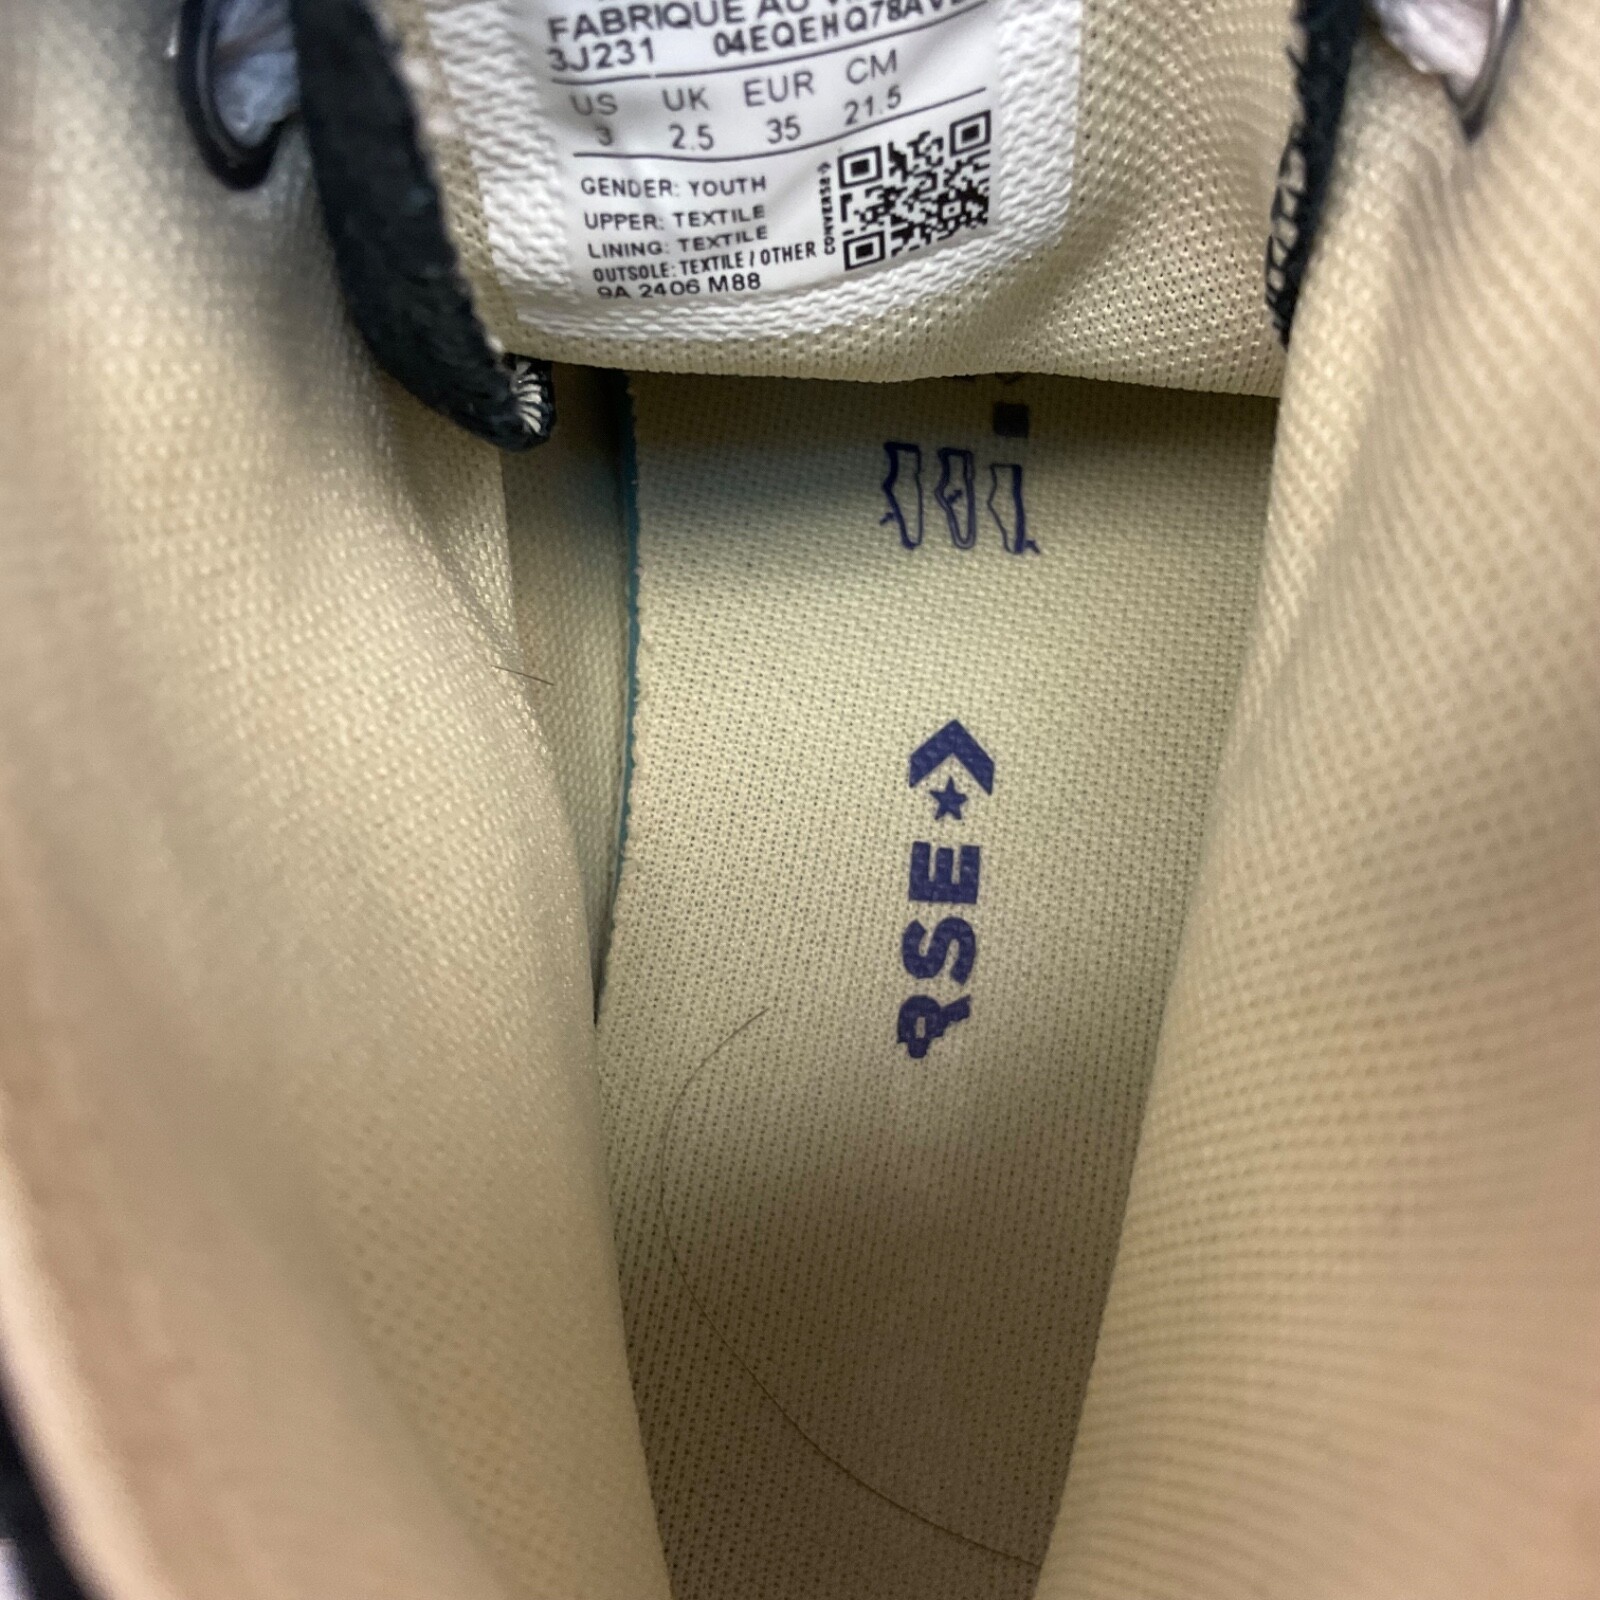 FABRIQUE AU
3J231 04EQEHQ78AV
US UK EUR CM
3 2.5 35 21.5
GENDER: YOUTH
UPPER: TEXTILE
LINING: TEXTILE
OUTSOLE: TEXTILE / OTHER
9A 2406 M88
CONVERSE
RSE